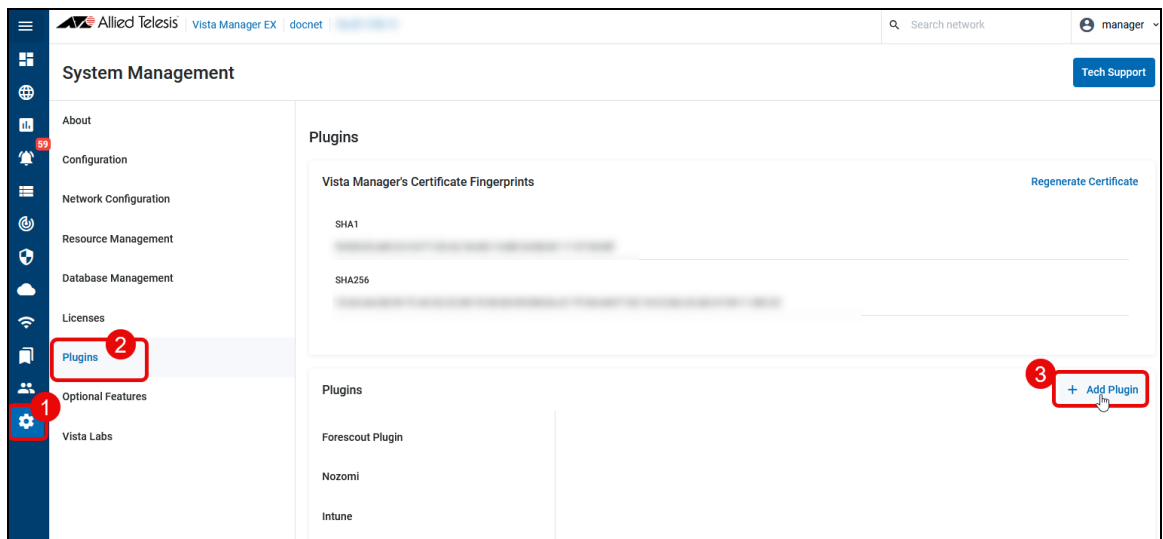 Allied Telesis Vista Manager EX docnet Search network manager
System Management Tech Support
59
About
Configuration
Network Configuration
Resource Management
Database Management
Licenses
2
Plugins
Optional Features
1
Vista Labs
Plugins
Vista Manager's Certificate Fingerprints Regenerate Certificate
SHA1
SHA256
Plugins
3
+ Add Plugin
Forescout Plugin
Nozomi
Intune